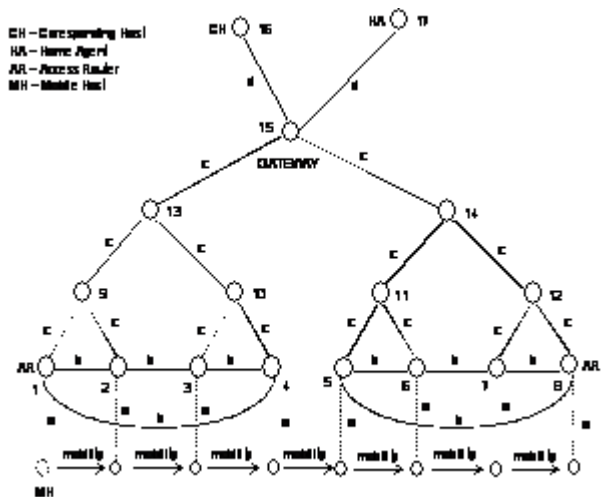 CH – Coresponding Host
HA – Home Agent
AR – Access Router
MH – Mobile Host
CH 16
HA 17
d d
15
GATEWAY
c c
13 14
c c c c
9 10 11 12
c c c c c c
AR b b b b b b AR
1 2 3 4 5 6 7 8
b b
mobility mobility mobility mobility mobility mobility mobility
MH